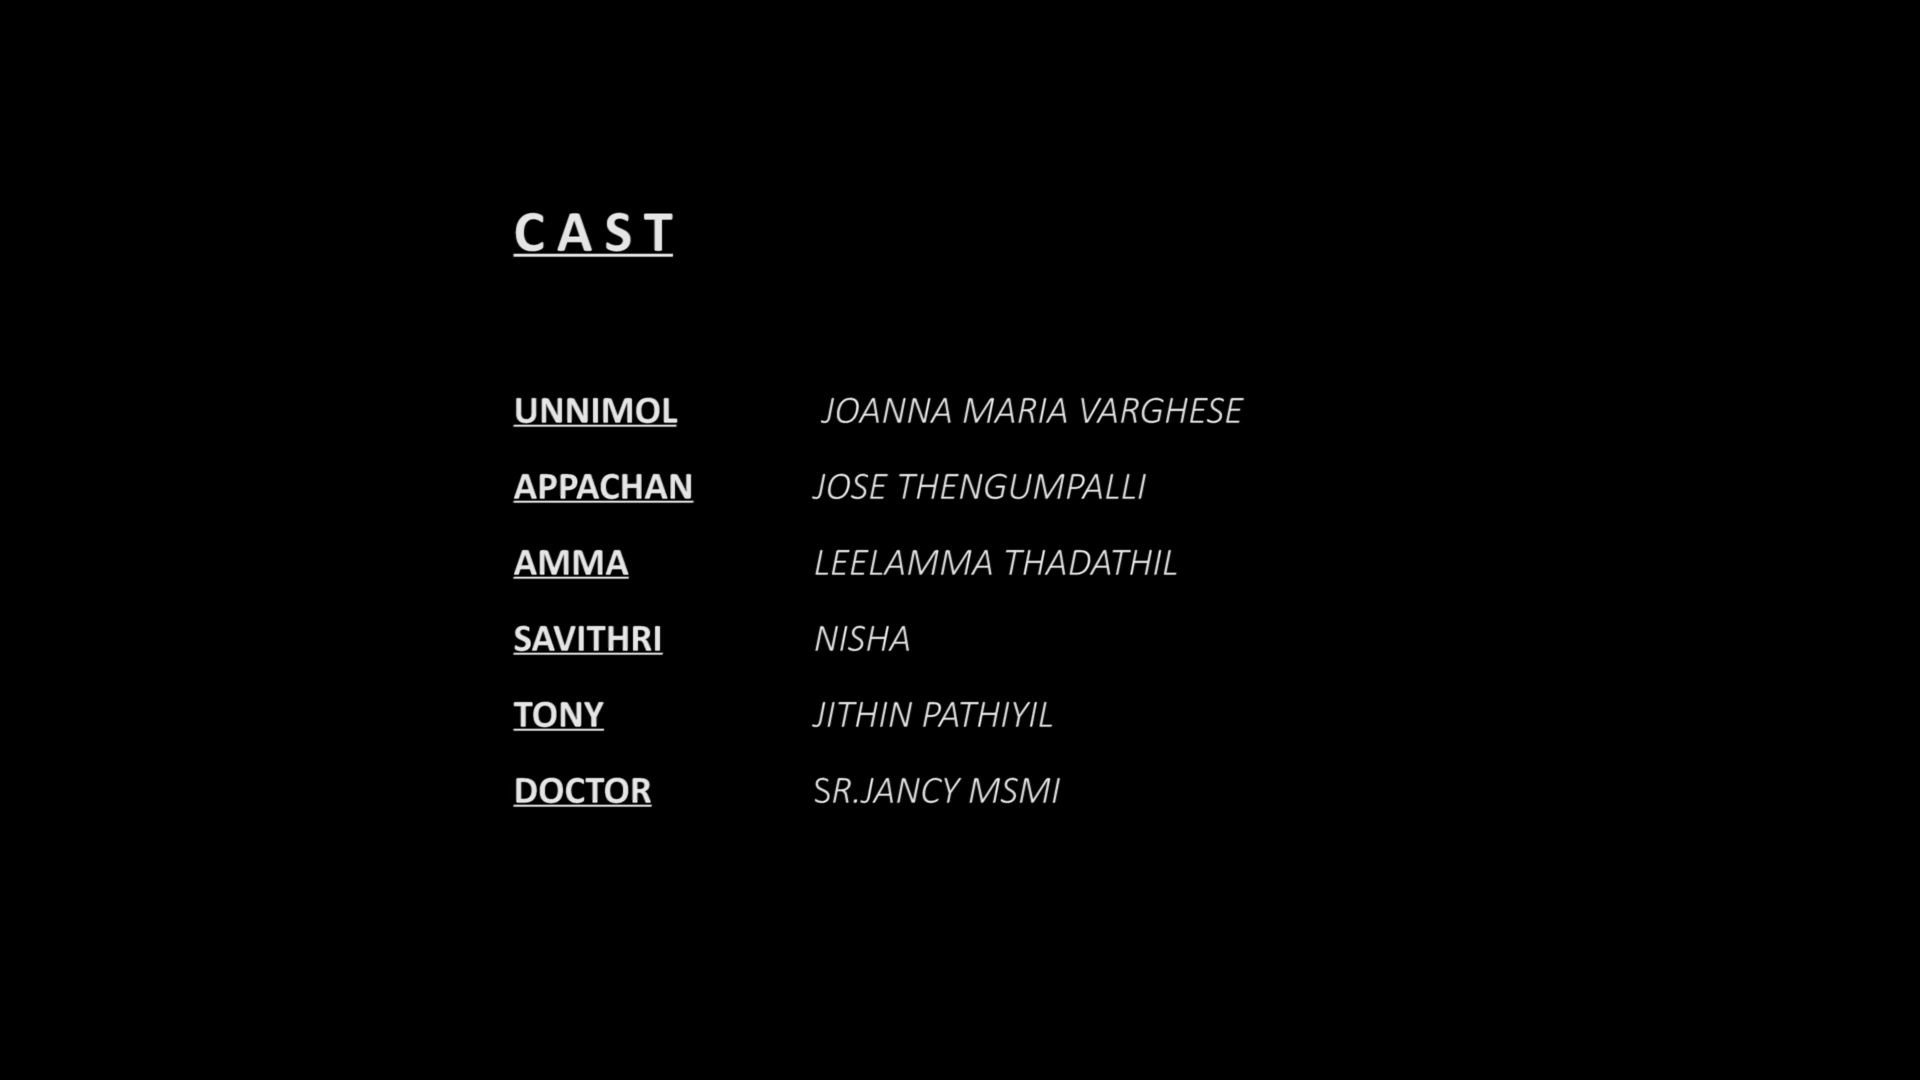 C A S T
UNNIMOL JOANNA MARIA VARGHESE
APPACHAN JOSE THENGUMPALLI
AMMA LEELAMMA THADATHIL
SAVITHRI NISHA
TONY JITHIN PATHIYIL
DOCTOR SR.JANCY MSMI